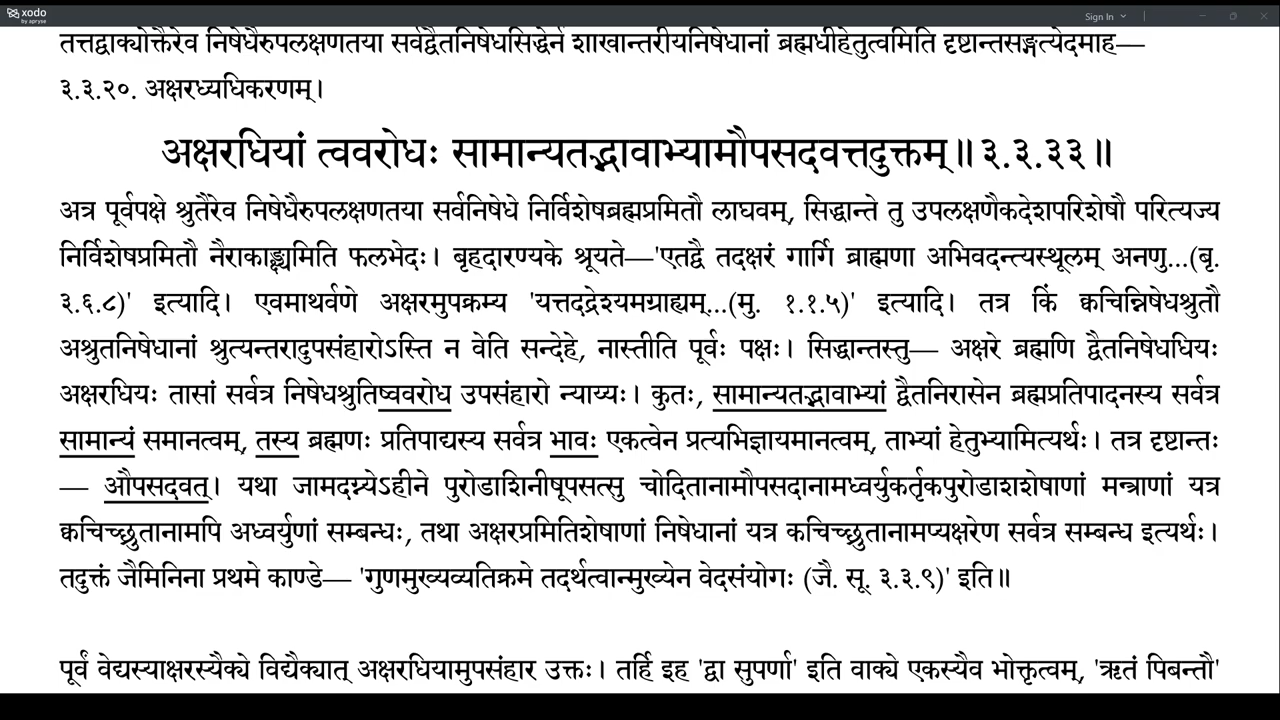 xodo
by apryse
Sign In
तत्तद्वाक्योक्तैरेव निषेधैरुपलक्षणतया सर्वद्वैतनिषेधसिद्धेर्न शाखान्तरीयनिषेधानां ब्रह्मधीहेतुत्वमिति दृष्टान्तसङ्गत्येदमाह—
३.३.२०. अक्षरध्यधिकरणम्।
अक्षरधियां त्ववरोधः सामान्यतद्भावाभ्यामौपसदवत्तदुक्तम्॥३.३.३३॥
अत्र पूर्वपक्षे श्रुतैरेव निषेधैरुपलक्षणतया सर्वनिषेधे निर्विशेषब्रह्मप्रमितौ लाघवम्, सिद्धान्ते तु उपलक्षणैकदेशपरिशेषौ परित्यज्य
निर्विशेषप्रमितौ नैराकाङ्क्ष्यमिति फलभेदः। बृहदारण्यके श्रूयते—'एतद्वै तदक्षरं गार्गि ब्राह्मणा अभिवदन्त्यस्थूलम् अनणु...(बृ.
३.६.८)' इत्यादि। एवमाथर्वणे अक्षरमुपक्रम्य 'यत्तदद्रेश्यमग्राह्यम्...(मु. १.१.५)' इत्यादि। तत्र किं क्वचिन्निषेधश्रुतौ
अश्रुतनिषेधानां श्रुत्यन्तरादुपसंहारोऽस्ति न वेति सन्देहे, नास्तीति पूर्वः पक्षः। सिद्धान्तस्तु— अक्षरे ब्रह्मणि द्वैतनिषेधधियः
अक्षरधियः तासां सर्वत्र निषेधश्रुतिष्ववरोध उपसंहारो न्याय्यः। कुतः, सामान्यतद्भावाभ्यां द्वैतनिरासेन ब्रह्मप्रतिपादनस्य सर्वत्र
सामान्यं समानत्वम्, तस्य ब्रह्मणः प्रतिपाद्यस्य सर्वत्र भावः एकत्वेन प्रत्यभिज्ञायमानत्वम्, ताभ्यां हेतुभ्यामित्यर्थः। तत्र दृष्टान्तः
— औपसदवत्। यथा जामदग्न्येऽहीने पुरोडाशिनीषूपसत्सु चोदितानामौपसदानामध्वर्युकर्तृकपुरोडाशशेषाणां मन्त्राणां यत्र
क्वचिच्छ्रुतानामपि अध्वर्युणां सम्बन्धः, तथा अक्षरप्रमितिशेषाणां निषेधानां यत्र कचिच्छ्रुतानामप्यक्षरेण सर्वत्र सम्बन्ध इत्यर्थः।
तदुक्तं जैमिनिना प्रथमे काण्डे— 'गुणमुख्यव्यतिक्रमे तदर्थत्वान्मुख्येन वेदसंयोगः (जै. सू. ३.३.९)' इति॥
पूर्वं वेद्यस्याक्षरस्यैक्ये विद्यैक्यात् अक्षरधियामुपसंहार उक्तः। तर्हि इह 'द्वा सुपर्णा' इति वाक्ये एकस्यैव भोक्तृत्वम्, 'ऋतं पिबन्तौ'